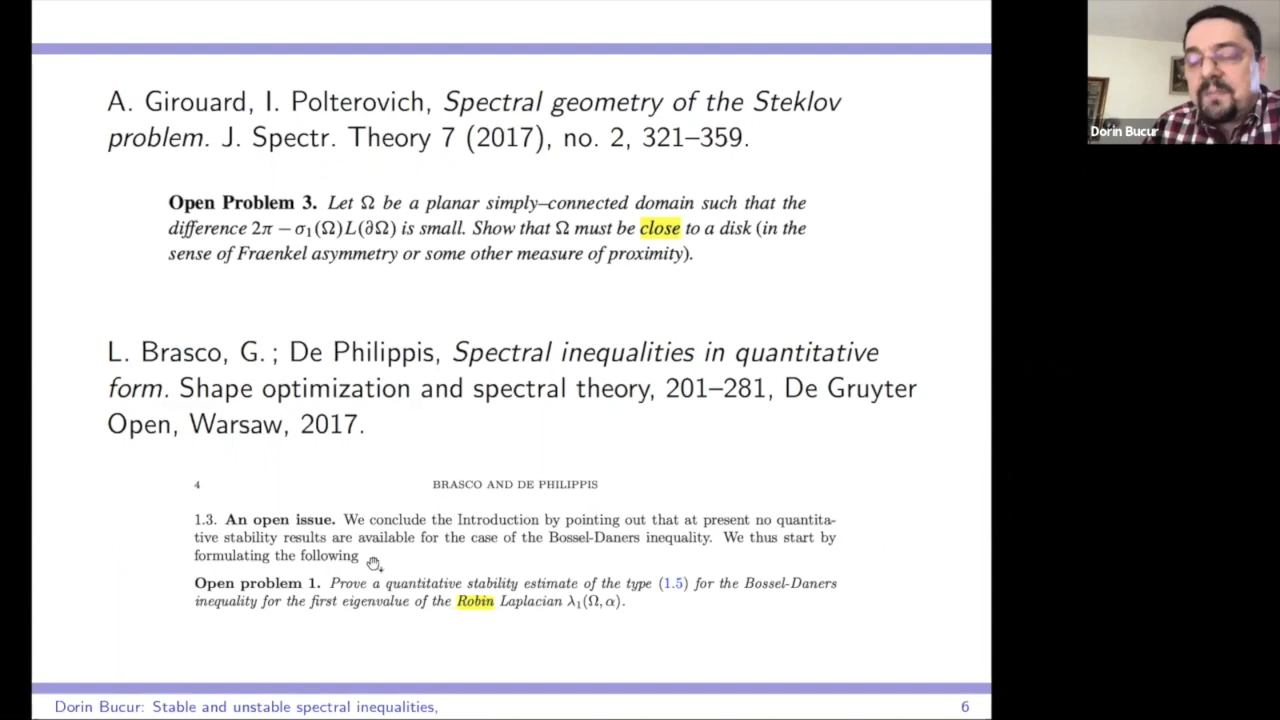 A. Girouard, I. Polterovich, Spectral geometry of the Steklov
problem. J. Spectr. Theory 7 (2017), no. 2, 321–359.
Open Problem 3. Let Ω be a planar simply–connected domain such that the
difference 2π − σ₁(Ω)L(∂Ω) is small. Show that Ω must be close to a disk (in the
sense of Fraenkel asymmetry or some other measure of proximity).
L. Brasco, G. ; De Philippis, Spectral inequalities in quantitative
form. Shape optimization and spectral theory, 201–281, De Gruyter
Open, Warsaw, 2017.
4 BRASCO AND DE PHILIPPIS
1.3. An open issue. We conclude the Introduction by pointing out that at present no quantita-
tive stability results are available for the case of the Bossel-Daners inequality. We thus start by
formulating the following
Open problem 1. Prove a quantitative stability estimate of the type (1.5) for the Bossel-Daners
inequality for the first eigenvalue of the Robin Laplacian λ₁(Ω, α).
Dorin Bucur: Stable and unstable spectral inequalities, 6
Dorin Bucur